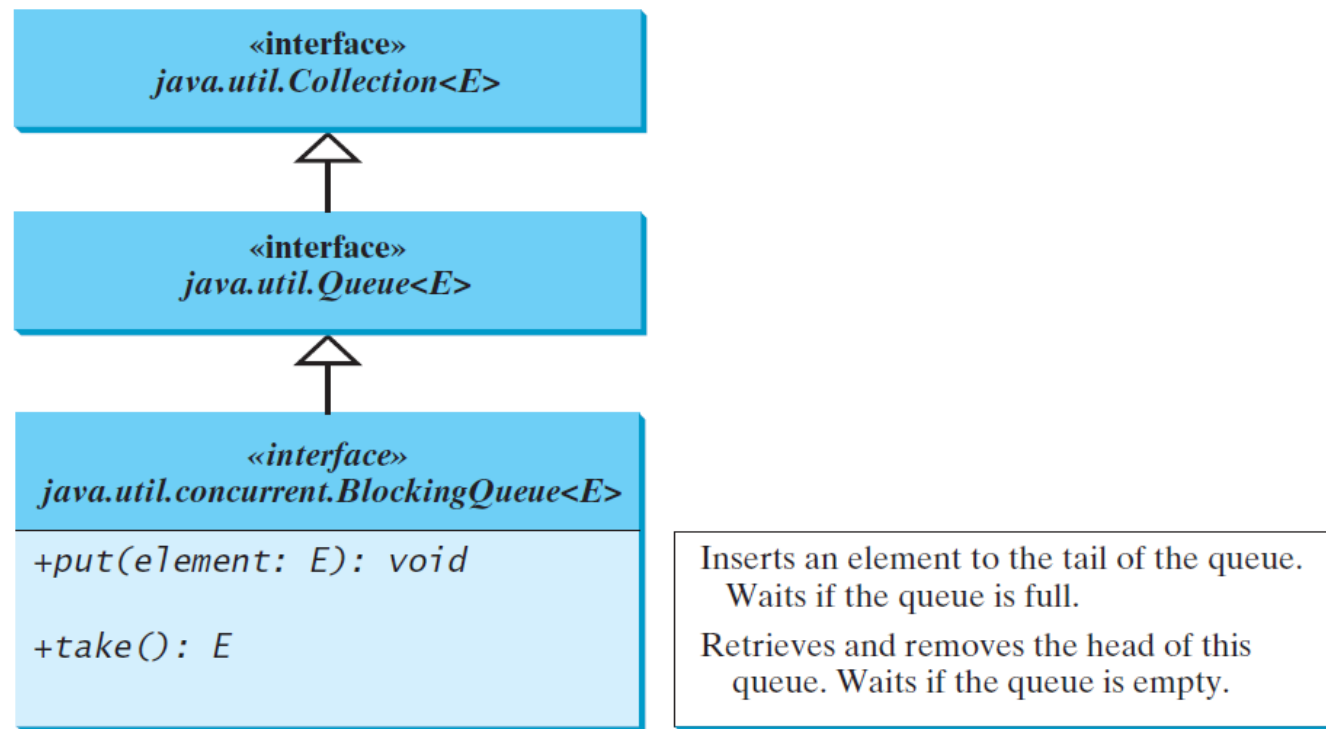 «interface»
java.util.Collection<E>
«interface»
java.util.Queue<E>
«interface»
java.util.concurrent.BlockingQueue<E>
+put(element: E): void
+take(): E
Inserts an element to the tail of the queue.
Waits if the queue is full.
Retrieves and removes the head of this
queue. Waits if the queue is empty.